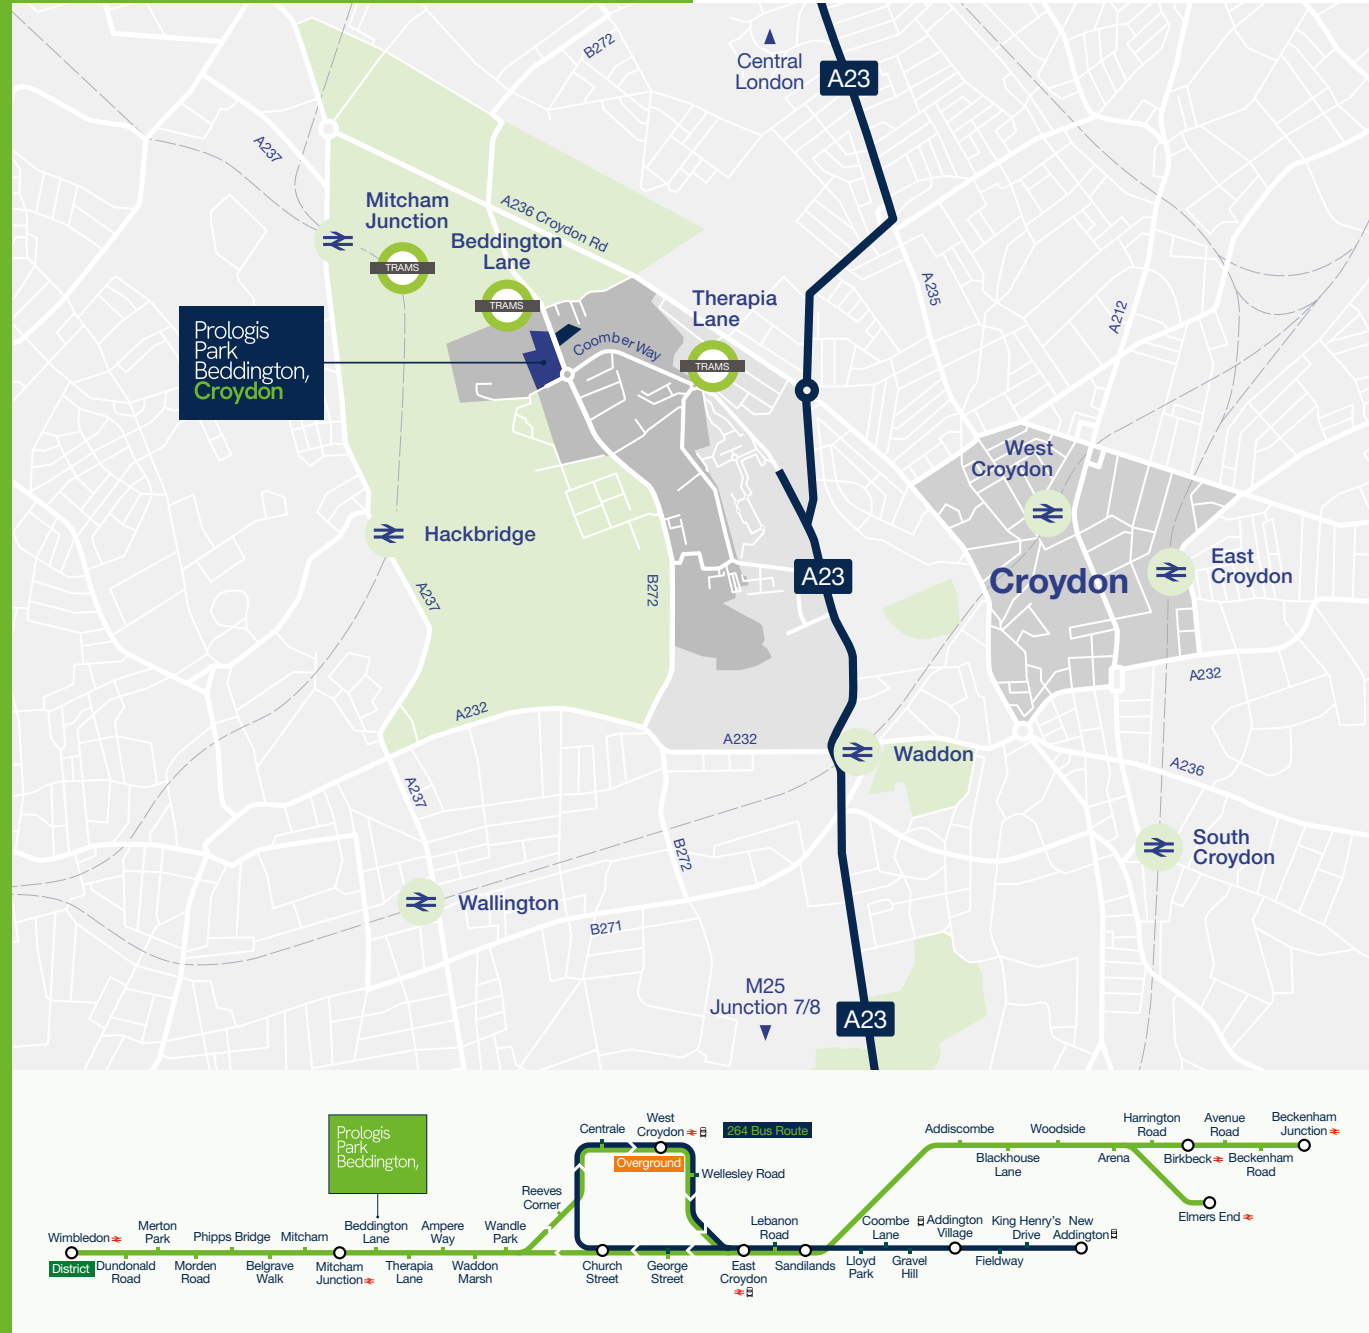 B272
Central
London
A23
A237
Mitcham
Junction
TRAMS
A236 Croydon Rd
Beddington
Lane
TRAMS
A235
A212
Therapia
Lane
TRAMS
Prologis
Park
Beddington,
Croydon
Coomber Way
West
Croydon
Hackbridge
East
Croydon
Croydon
A23
A237
B272
A232
A232
A232
Waddon
A236
A237
South
Croydon
B272
Wallington
B271
M25
Junction 7/8
A23
Prologis
Park
Beddington,
Centrale
West
Croydon
264 Bus Route
Overground
Wellesley Road
Reeves
Corner
Addiscombe
Blackhouse
Lane
Woodside
Arena
Harrington
Road
Birkbeck
Avenue
Road
Beckenham
Road
Beckenham
Junction
Elmers End
Wimbledon
District
Dundonald
Road
Merton
Park
Morden
Road
Phipps Bridge
Belgrave
Walk
Mitcham
Mitcham
Junction
Beddington
Lane
Therapia
Lane
Ampere
Way
Waddon
Marsh
Wandle
Park
Church
Street
George
Street
East
Croydon
Lebanon
Road
Sandilands
Lloyd
Park
Coombe
Lane
Gravel
Hill
Addington
Village
Fieldway
King Henry's
Drive
New
Addington